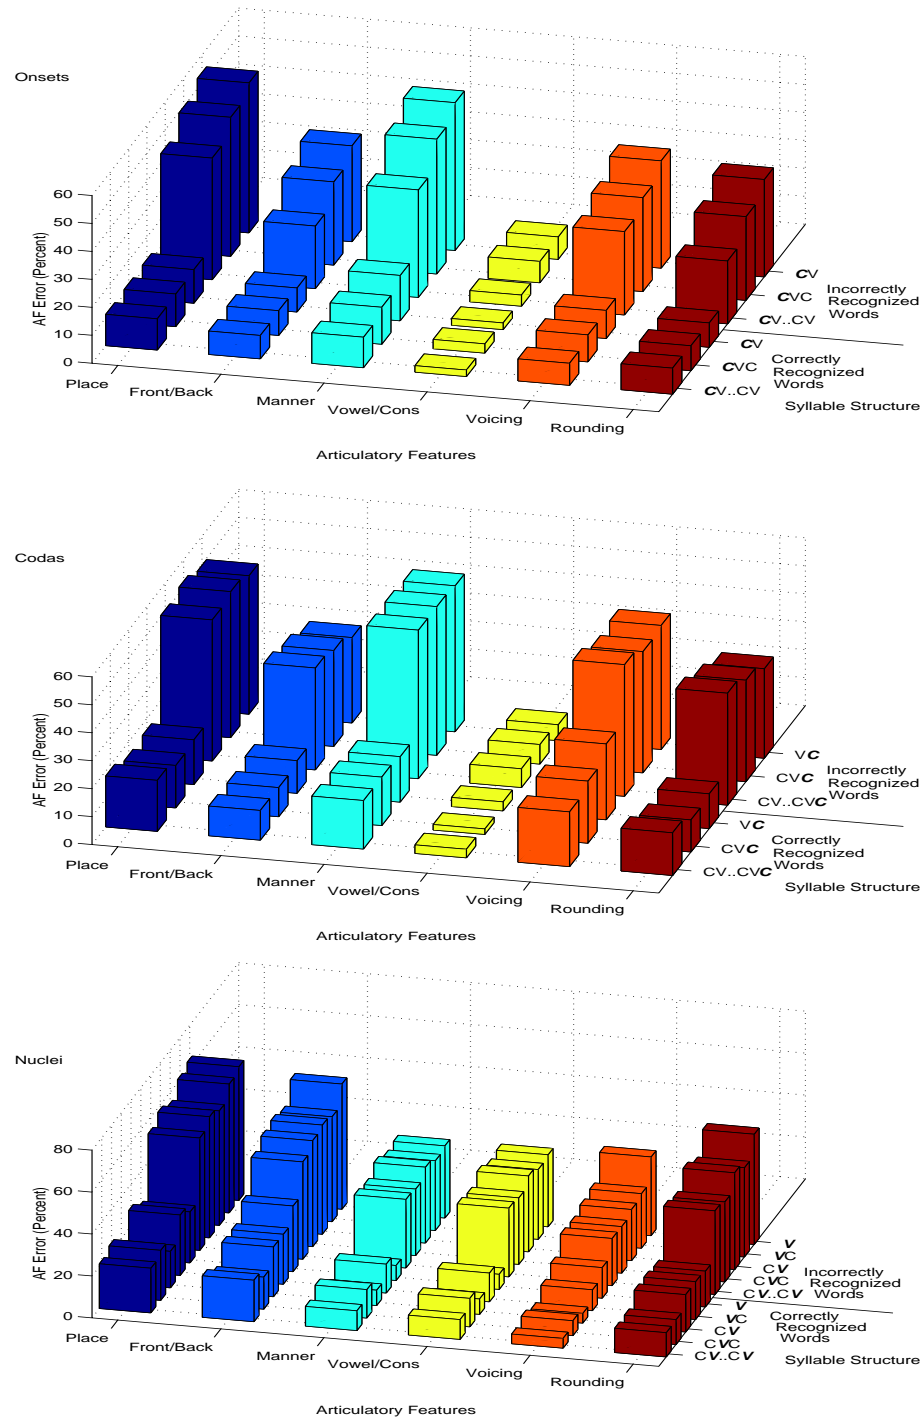 Onsets
60
50
40
30
20
10
0
AF Error (Percent)
Place
Front/Back
Manner
Vowel/Cons
Voicing
Rounding
CV
CVC
CV..CV
CV
CVC
CV..CV
Incorrectly
Recognized
Words
Correctly
Recognized
Words
Syllable Structure
Articulatory Features
Codas
60
50
40
30
20
10
0
AF Error (Percent)
Place
Front/Back
Manner
Vowel/Cons
Voicing
Rounding
VC
CVC
CV..CVC
VC
CVC
CV..CVC
Incorrectly
Recognized
Words
Correctly
Recognized
Words
Syllable Structure
Articulatory Features
Nuclei
80
60
40
20
0
AF Error (Percent)
Place
Front/Back
Manner
Vowel/Cons
Voicing
Rounding
V
VC
CV
CVC
CV..CV
V
VC
CV
CVC
CV..CV
Incorrectly
Recognized
Words
Correctly
Recognized
Words
Syllable Structure
Articulatory Features